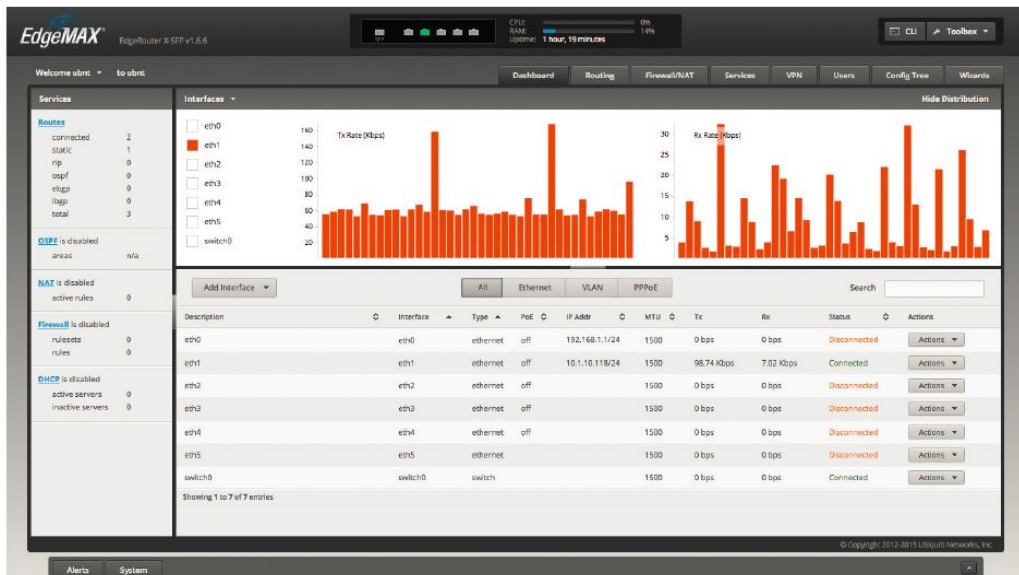 EdgeMAX EdgeRouter X-SFP v1.6.6
SFP
CPU: 0%
RAM: 14%
Uptime: 1 hour, 19 minutes
CLI Toolbox
Welcome ubnt to ubnt
Dashboard Routing Firewall/NAT Services VPN Users Config Tree Wizards
Services
Routes
connected 2
static 1
rip 0
ospf 0
ebgp 0
ibgp 0
total 3
OSPF is disabled
areas n/a
NAT is disabled
active rules 0
Firewall is disabled
rulesets 0
rules 0
DHCP is disabled
active servers 0
inactive servers 0
Interfaces Hide Distribution
eth0
eth1
eth2
eth3
eth4
eth5
switch0
Tx Rate (Kbps)
160
140
120
100
80
60
40
20
Rx Rate (Kbps)
30
25
20
15
10
5
Add Interface All Ethernet VLAN PPPoE Search
Description Interface Type PoE IP Addr MTU Tx Rx Status Actions
eth0 eth0 ethernet off 192.168.1.1/24 1500 0 bps 0 bps Disconnected Actions
eth1 eth1 ethernet off 10.1.10.118/24 1500 98.74 Kbps 7.02 Kbps Connected Actions
eth2 eth2 ethernet off 1500 0 bps 0 bps Disconnected Actions
eth3 eth3 ethernet off 1500 0 bps 0 bps Disconnected Actions
eth4 eth4 ethernet off 1500 0 bps 0 bps Disconnected Actions
eth5 eth5 ethernet 1500 0 bps 0 bps Disconnected Actions
switch0 switch0 switch 1500 0 bps 0 bps Connected Actions
Showing 1 to 7 of 7 entries
© Copyright 2012-2015 Ubiquiti Networks, Inc.
Alerts System